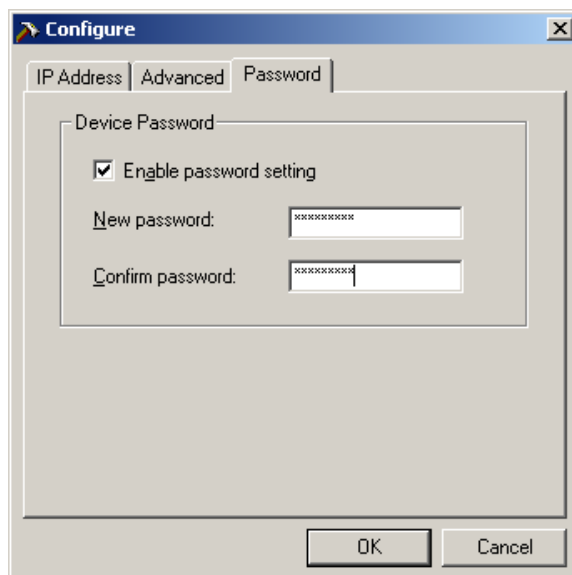 Configure
IP Address Advanced Password
Device Password
Enable password setting
New password: *********
Confirm password: *********
OK Cancel